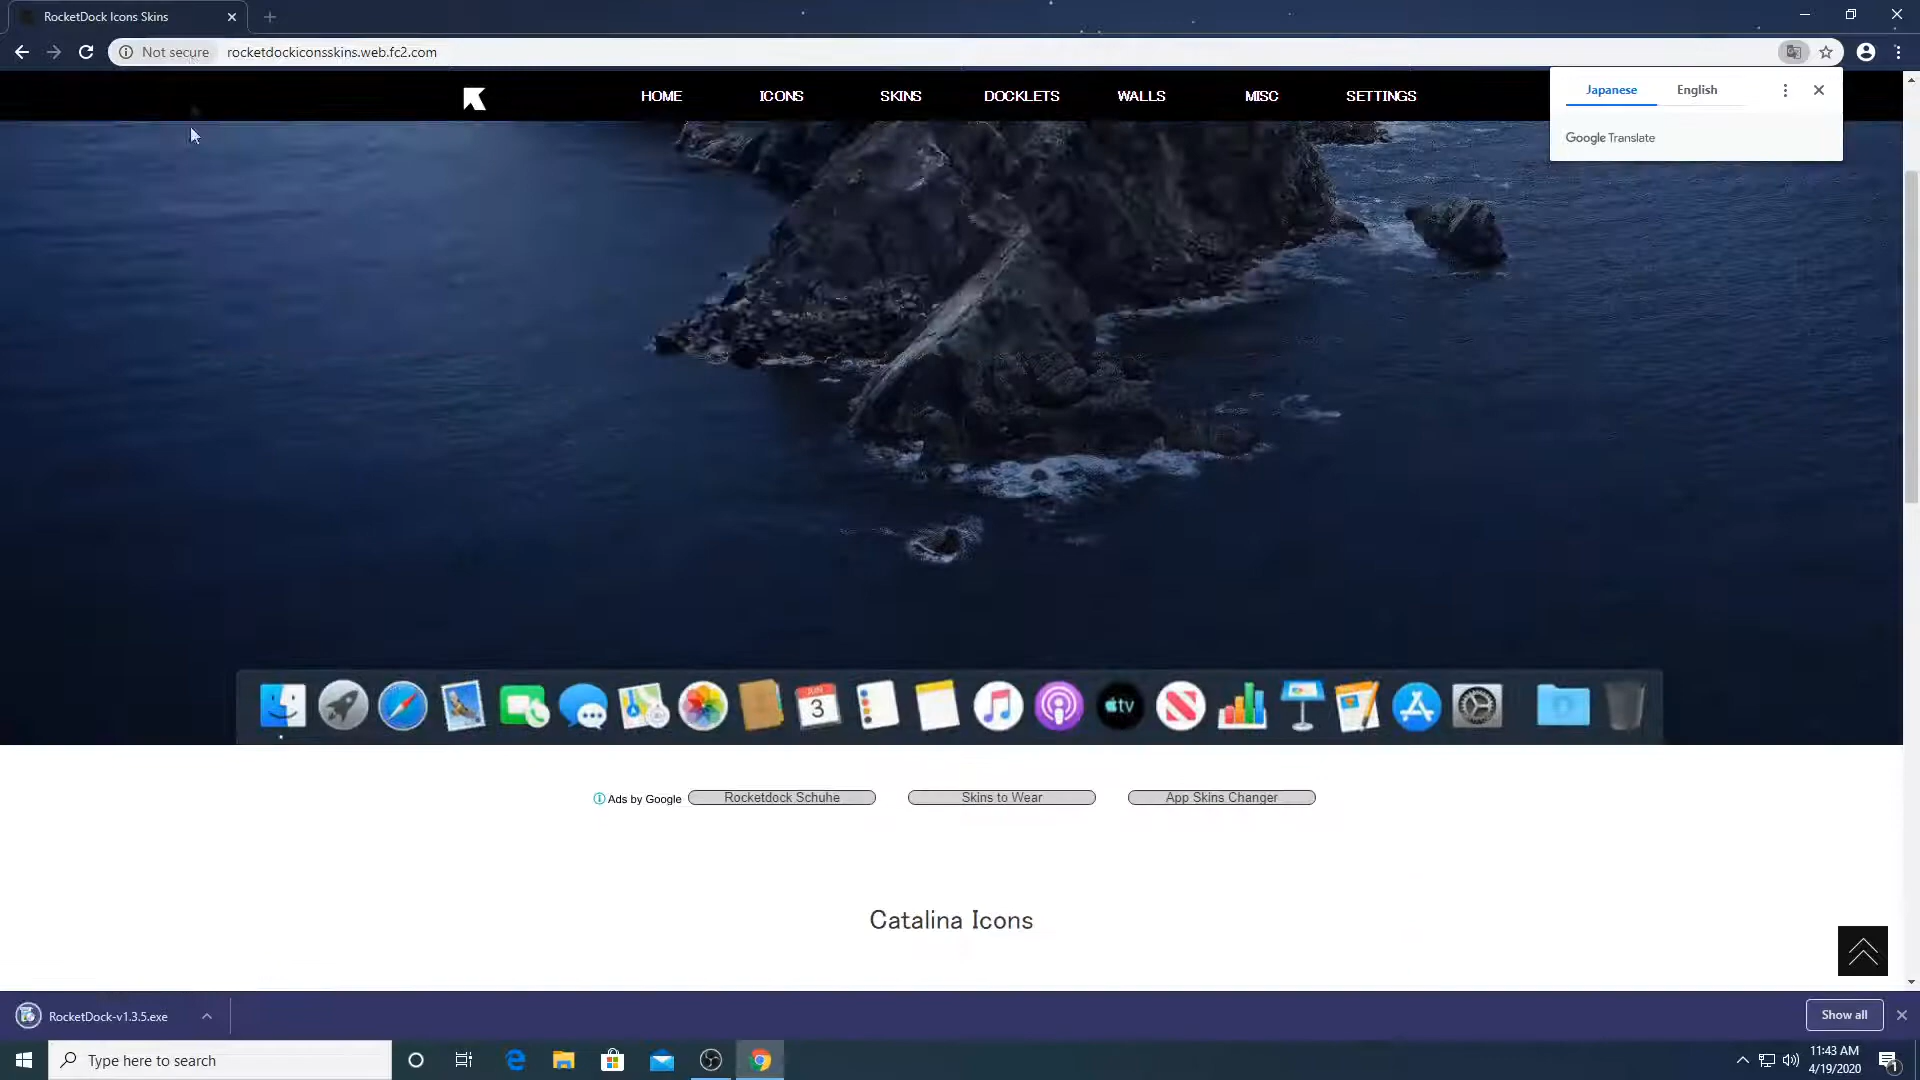 RocketDock Icons Skins
Not secure
rocketdockiconsskins.web.fc2.com
HOME
ICONS
SKINS
DOCKLETS
WALLS
MISC
SETTINGS
Japanese
English
Google Translate
JUN
3
tv
Ads by Google
Rocketdock Schuhe
Skins to Wear
App Skins Changer
Catalina Icons
RocketDock-v1.3.5.exe
Show all
Type here to search
11:43 AM
4/19/2020
1